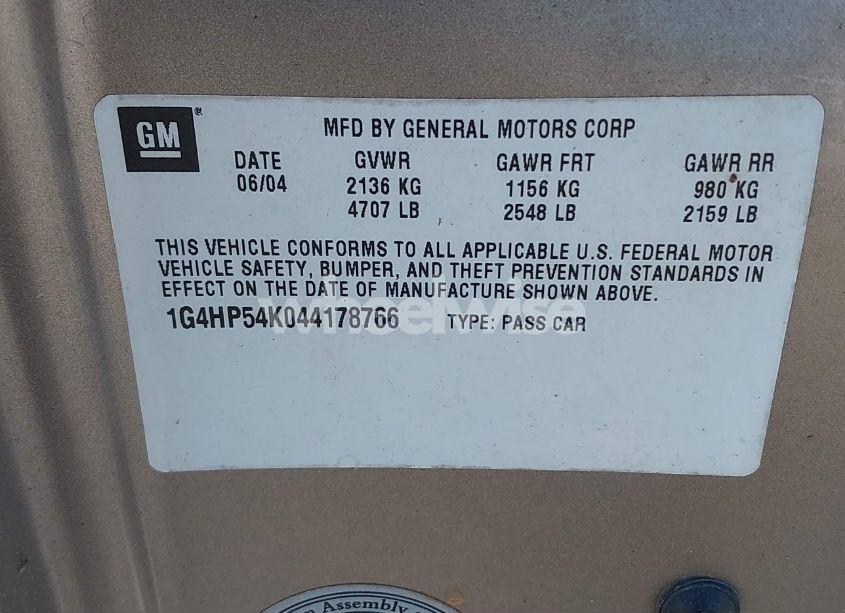 GM ®
MFD BY GENERAL MOTORS CORP
DATE GVWR GAWR FRT GAWR RR
06/04 2136 KG 1156 KG 980 KG
4707 LB 2548 LB 2159 LB
THIS VEHICLE CONFORMS TO ALL APPLICABLE U.S. FEDERAL MOTOR
VEHICLE SAFETY, BUMPER, AND THEFT PREVENTION STANDARDS IN
EFFECT ON THE DATE OF MANUFACTURE SHOWN ABOVE.
wheelwise
1G4HP54K044178766 TYPE: PASS CAR
Assembly